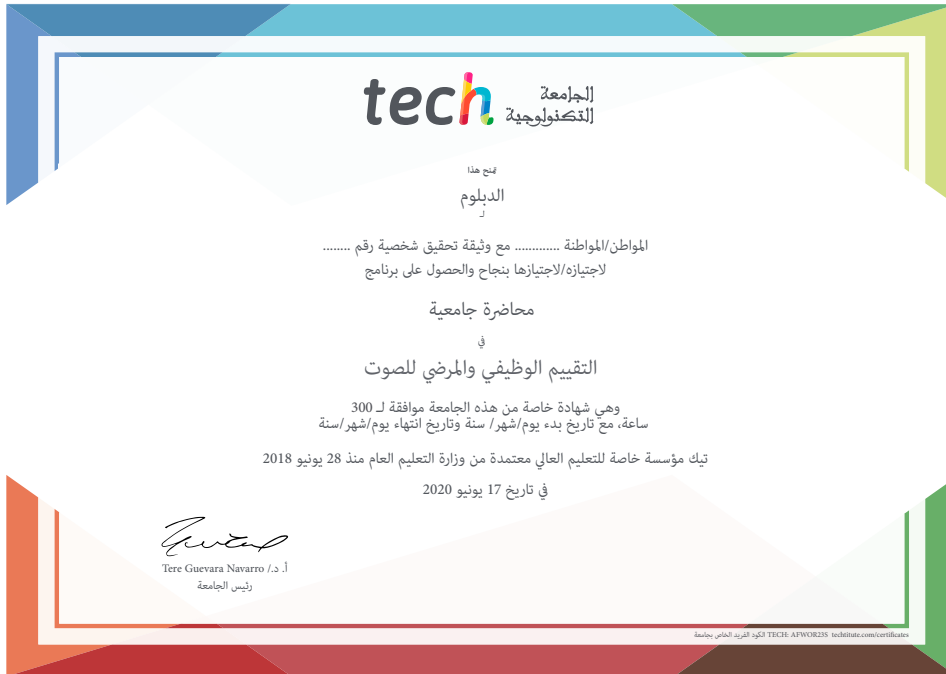 tech الجامعة
التكنولوجية
تمنح هذا
الدبلوم
لـ
المواطن/المواطنة ............. مع وثيقة تحقيق شخصية رقم ........
لاجتيازه/لاجتيازها بنجاح والحصول على برنامج
محاضرة جامعية
في
التقييم الوظيفي والمرضي للصوت
وهي شهادة خاصة من هذه الجامعة موافقة لـ 300
ساعة، مع تاريخ بدء يوم/شهر/ سنة وتاريخ انتهاء يوم/شهر/سنة
تيك مؤسسة خاصة للتعليم العالي معتمدة من وزارة التعليم العام منذ 28 يونيو 2018
في تاريخ 17 يونيو 2020
أ. د./ Tere Guevara Navarro
رئيس الجامعة
الكود الفريد الخاص بجامعة TECH: AFWOR23S techtitute.com/certificates